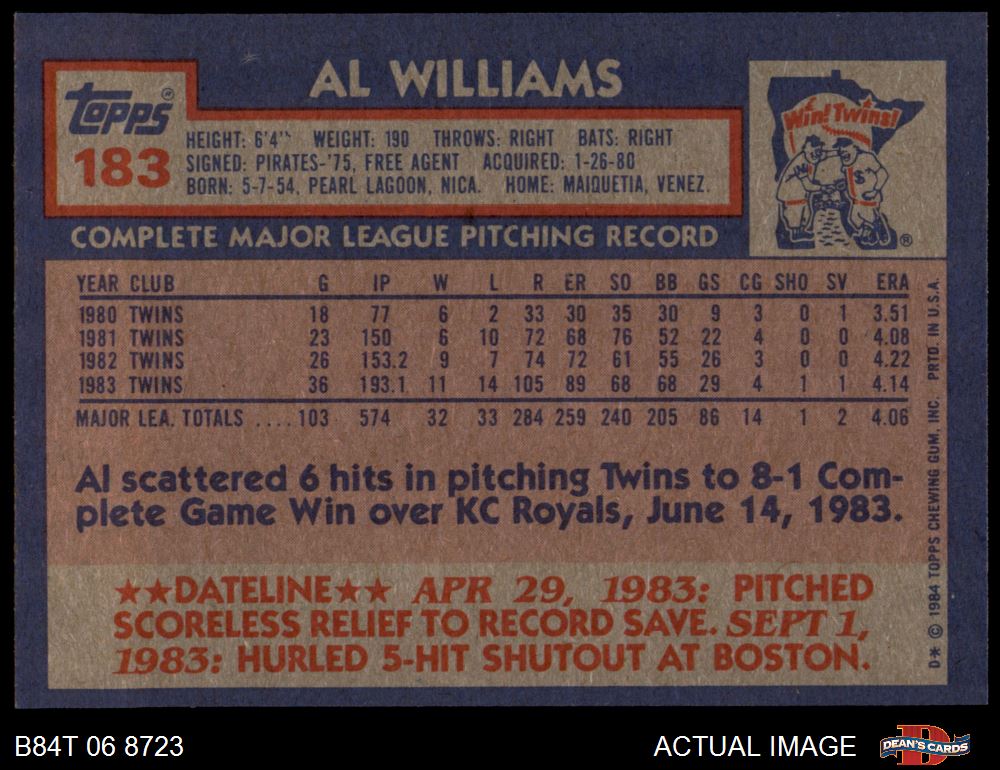 AL WILLIAMS
TOPPS®
183
HEIGHT: 6'4" WEIGHT: 190 THROWS: RIGHT BATS: RIGHT
SIGNED: PIRATES-'75, FREE AGENT ACQUIRED: 1-26-80
BORN: 5-7-54, PEARL LAGOON, NICA. HOME: MAIQUETIA, VENEZ.
Win! Twins!
M S
®
COMPLETE MAJOR LEAGUE PITCHING RECORD
YEAR CLUB G IP W L R ER SO BB GS CG SHO SV ERA
1980 TWINS 18 77 6 2 33 30 35 30 9 3 0 1 3.51
1981 TWINS 23 150 6 10 72 68 76 52 22 4 0 0 4.08
1982 TWINS 26 153.2 9 7 74 72 61 55 26 3 0 0 4.22
1983 TWINS 36 193.1 11 14 105 89 68 68 29 4 1 1 4.14
MAJOR LEA. TOTALS ....103 574 32 33 284 259 240 205 86 14 1 2 4.06
Al scattered 6 hits in pitching Twins to 8-1 Com-
plete Game Win over KC Royals, June 14, 1983.
★★DATELINE★★ APR 29, 1983: PITCHED
SCORELESS RELIEF TO RECORD SAVE. SEPT 1,
1983: HURLED 5-HIT SHUTOUT AT BOSTON.
D* © 1984 TOPPS CHEWING GUM, INC. PRTD. IN U.S.A.
B84T 06 8723
ACTUAL IMAGE
D
DEAN'S CARDS